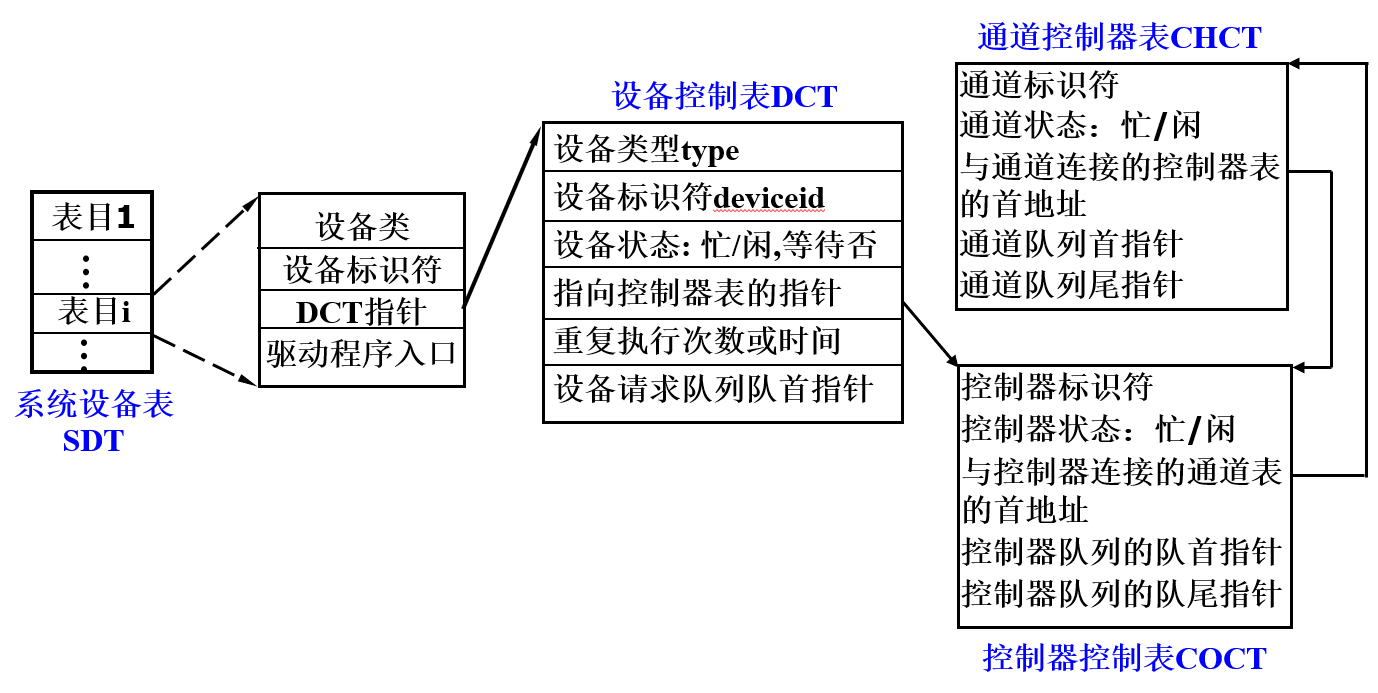 表目1
表目i
系统设备表
SDT
设备类
设备标识符
DCT指针
驱动程序入口
设备控制表DCT
设备类型type
设备标识符deviceid
设备状态: 忙/闲,等待否
指向控制器表的指针
重复执行次数或时间
设备请求队列队首指针
通道控制器表CHCT
通道标识符
通道状态：忙/闲
与通道连接的控制器表
的首地址
通道队列首指针
通道队列尾指针
控制器标识符
控制器状态：忙/闲
与控制器连接的通道表
的首地址
控制器队列的队首指针
控制器队列的队尾指针
控制器控制表COCT